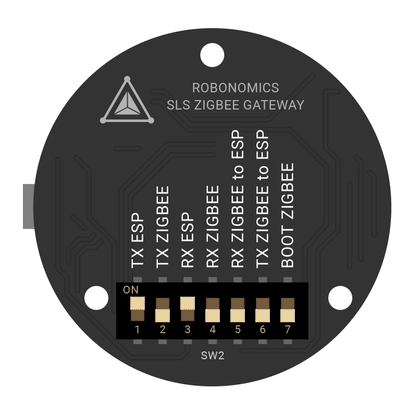 ROBONOMICS
SLS ZIGBEE GATEWAY
TX ESP
TX ZIGBEE
RX ESP
RX ZIGBEE
RX ZIGBEE to ESP
TX ZIGBEE to ESP
BOOT ZIGBEE
ON
1 2 3 4 5 6 7
SW2